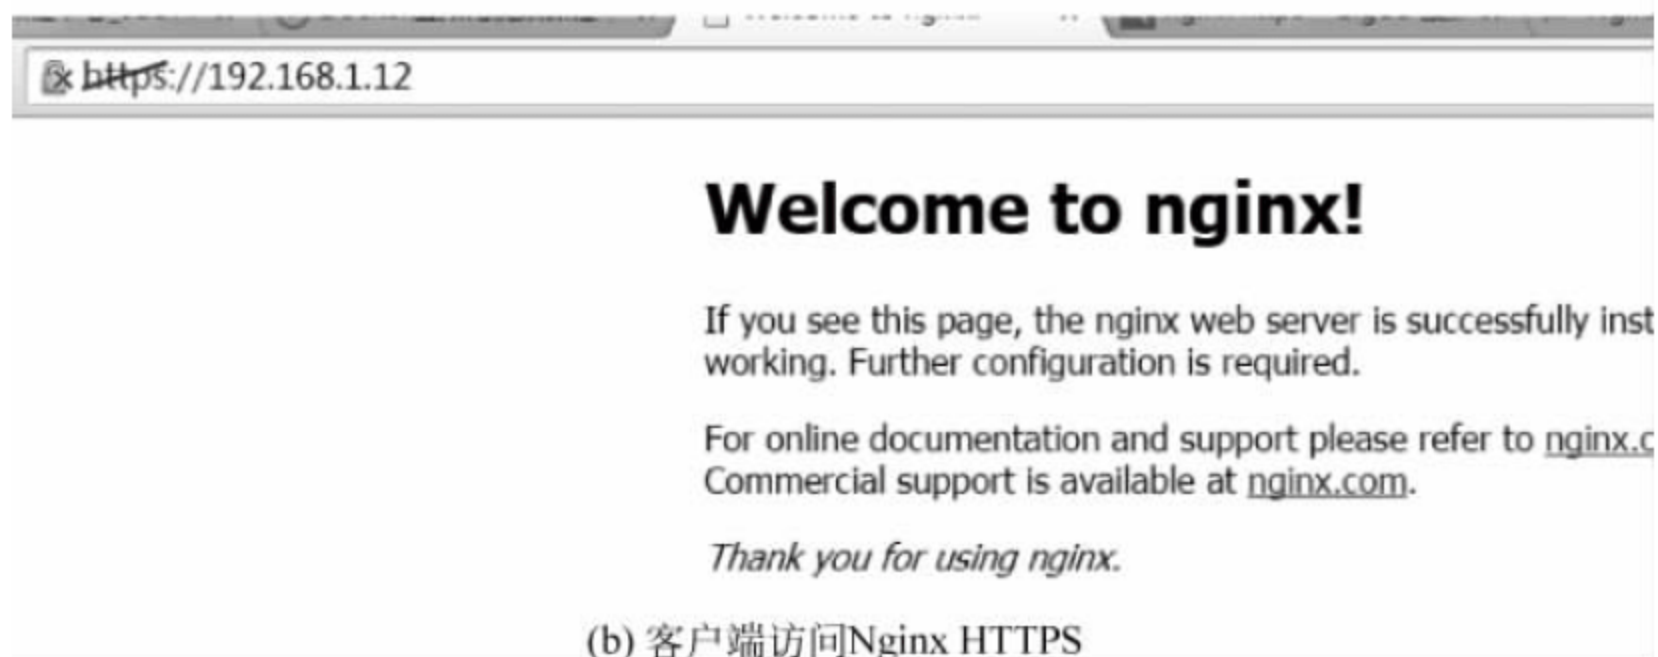 https://192.168.1.12
Welcome to nginx!
If you see this page, the nginx web server is successfully inst
working. Further configuration is required.
For online documentation and support please refer to nginx.c
Commercial support is available at nginx.com.
Thank you for using nginx.
(b) 客户端访问Nginx HTTPS